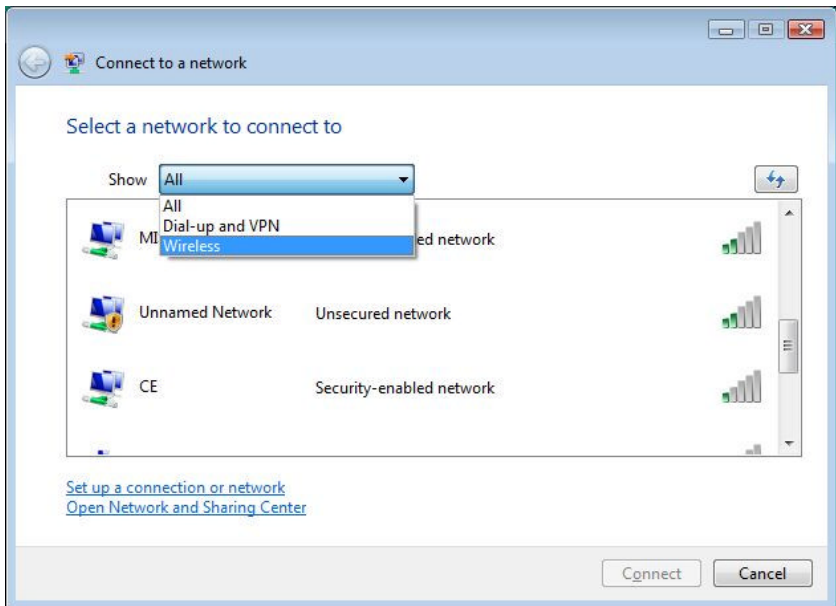 Connect to a network
Select a network to connect to
Show All
All
Dial-up and VPN
Wireless
MI ed network
Unnamed Network Unsecured network
CE Security-enabled network
Set up a connection or network
Open Network and Sharing Center
Connect Cancel